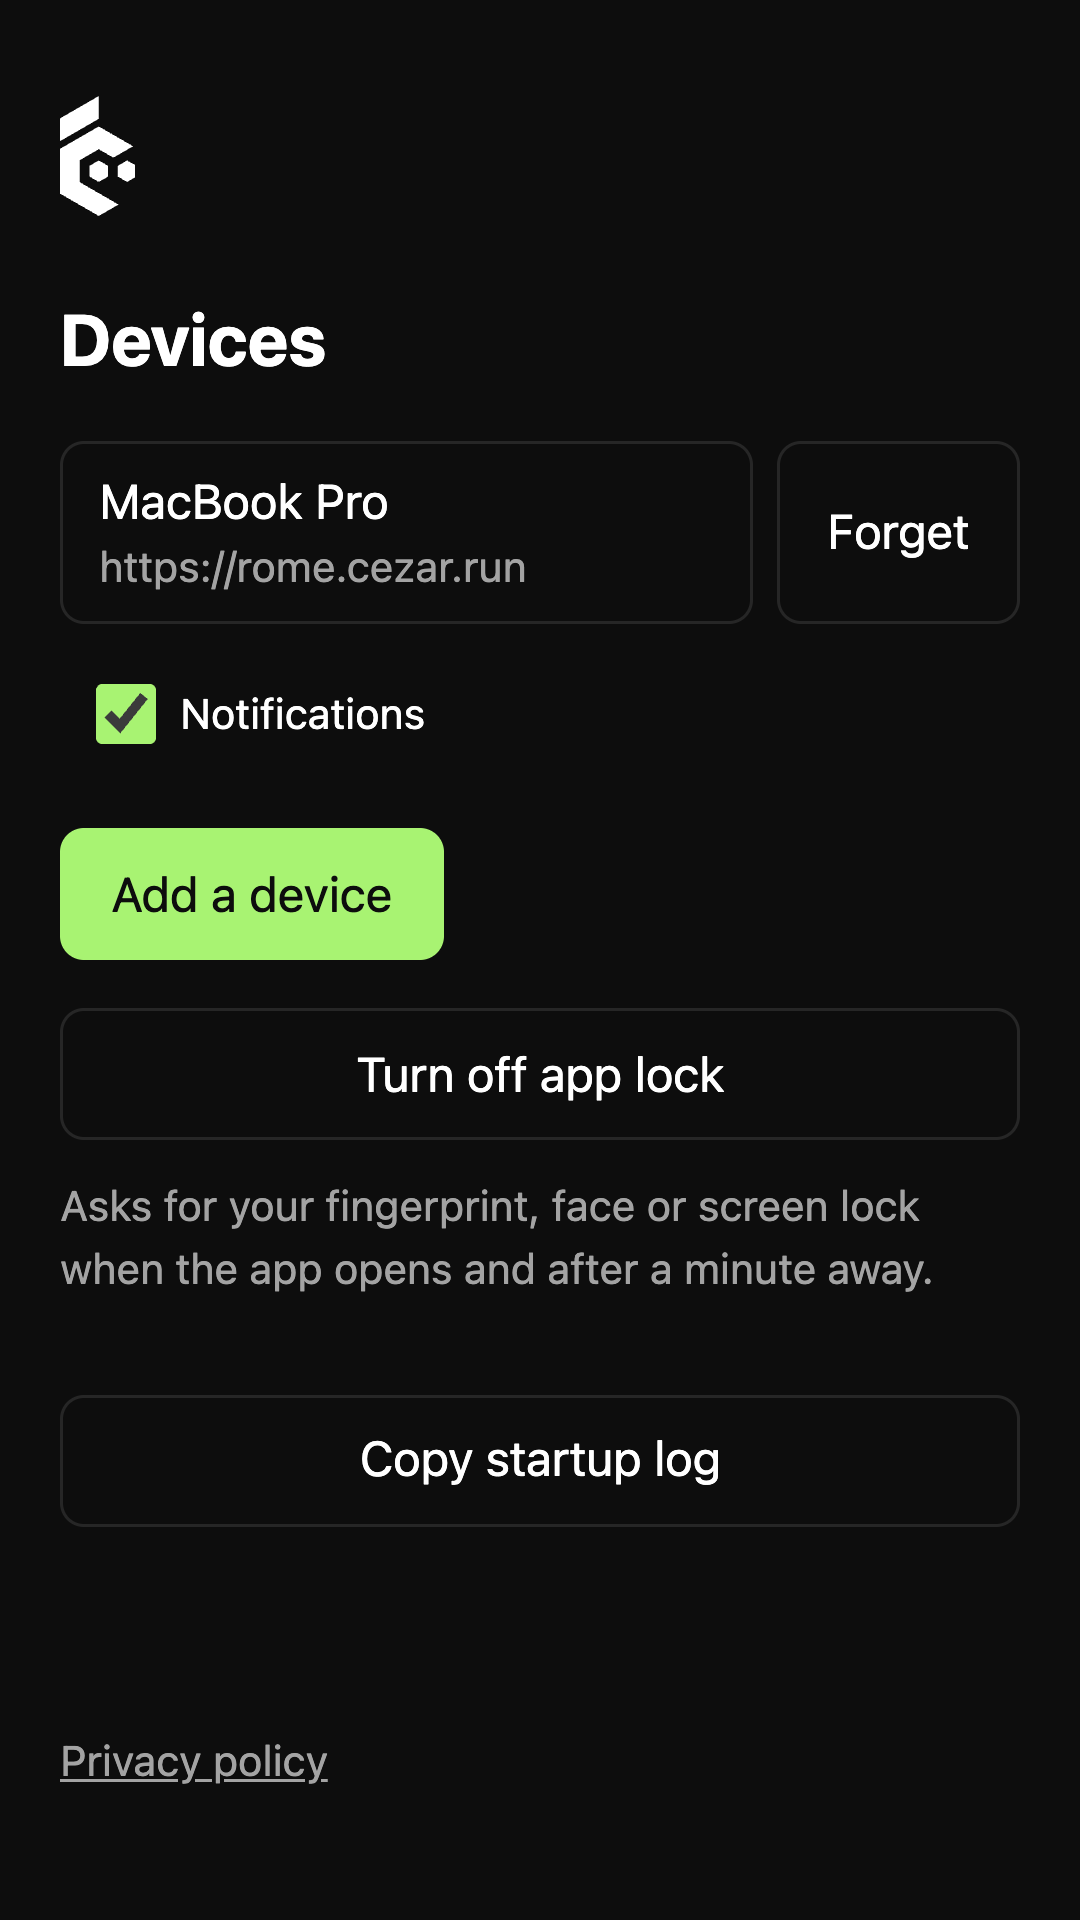 Devices
MacBook Pro
https://rome.cezar.run
Forget
Notifications
Add a device
Turn off app lock
Asks for your fingerprint, face or screen lock
when the app opens and after a minute away.
Copy startup log
Privacy policy